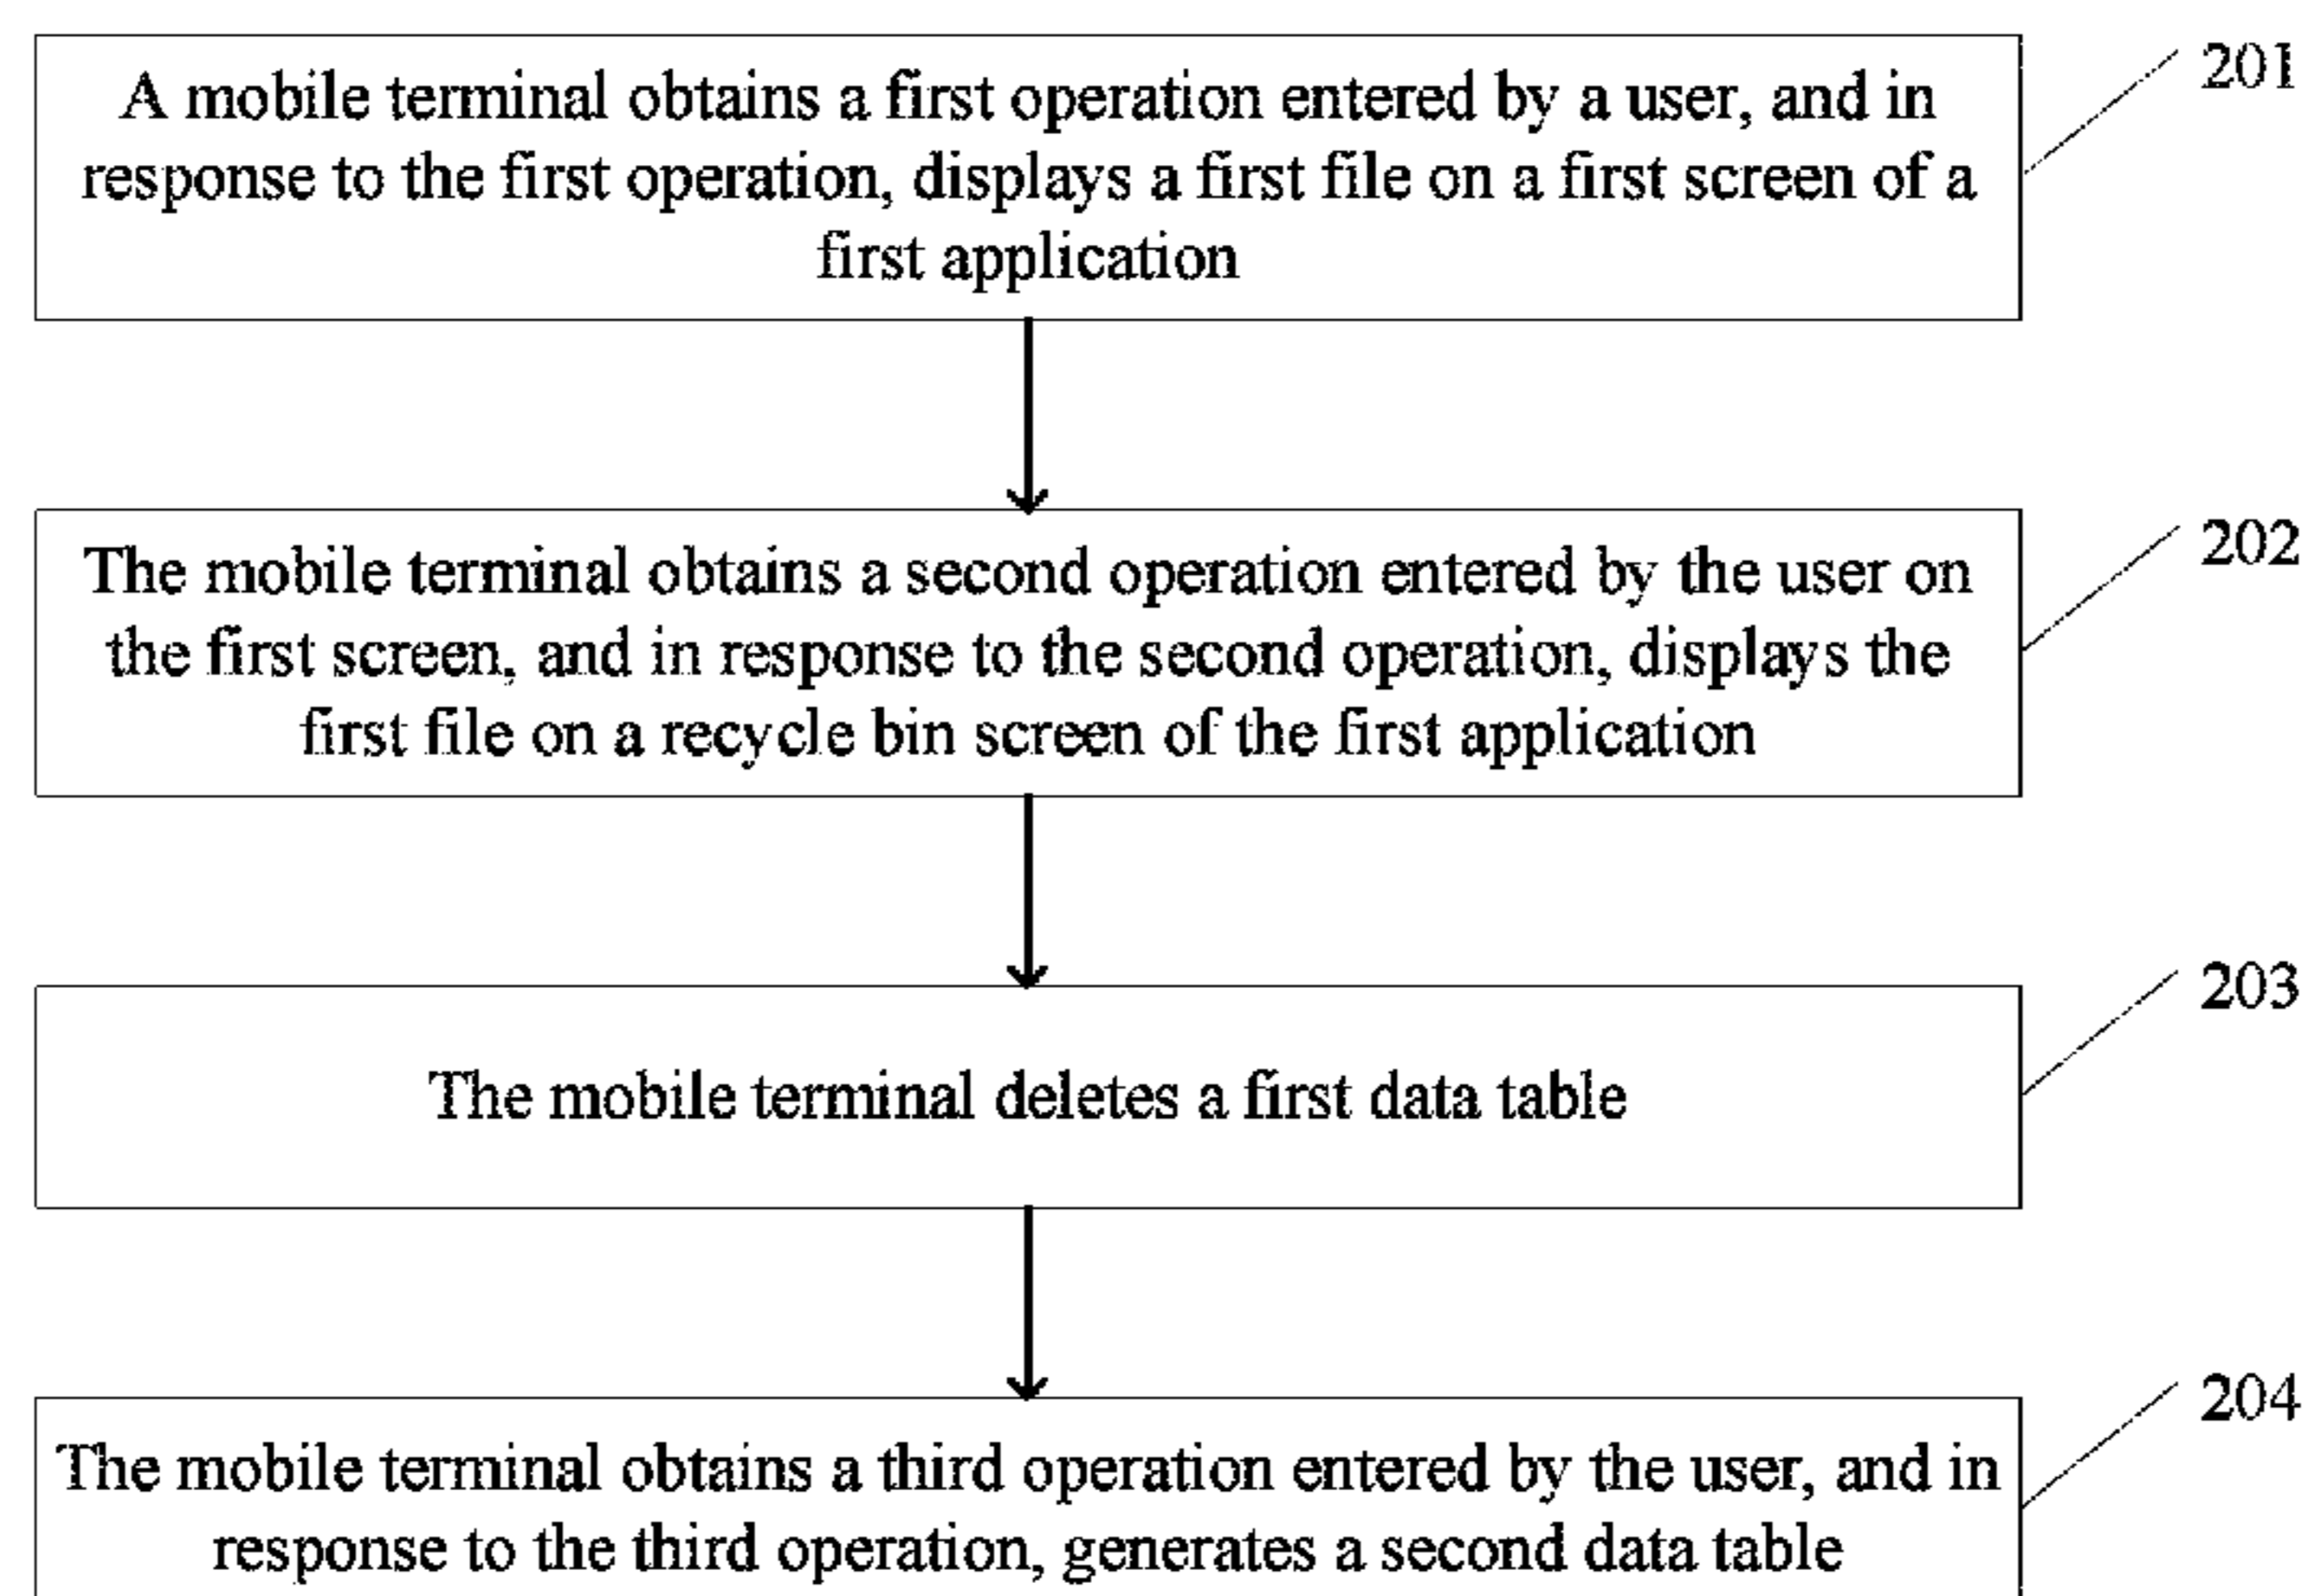 A mobile terminal obtains a first operation entered by a user, and in
response to the first operation, displays a first file on a first screen of a
first application
201
The mobile terminal obtains a second operation entered by the user on
the first screen, and in response to the second operation, displays the
first file on a recycle bin screen of the first application
202
The mobile terminal deletes a first data table
203
The mobile terminal obtains a third operation entered by the user, and in
response to the third operation, generates a second data table
204